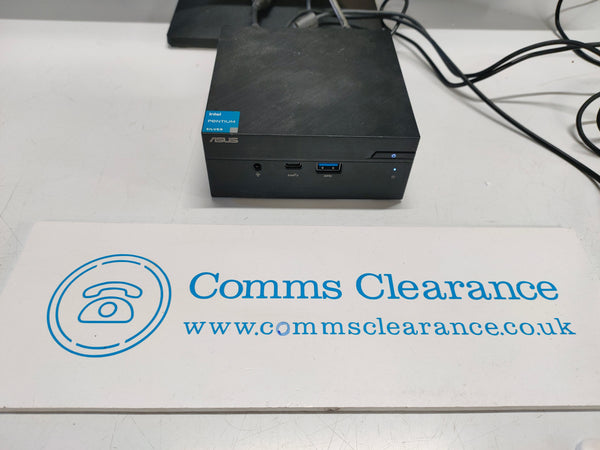 intel
PENTIUM
SILVER
ASUS
Comms Clearance
www.commsclearance.co.uk